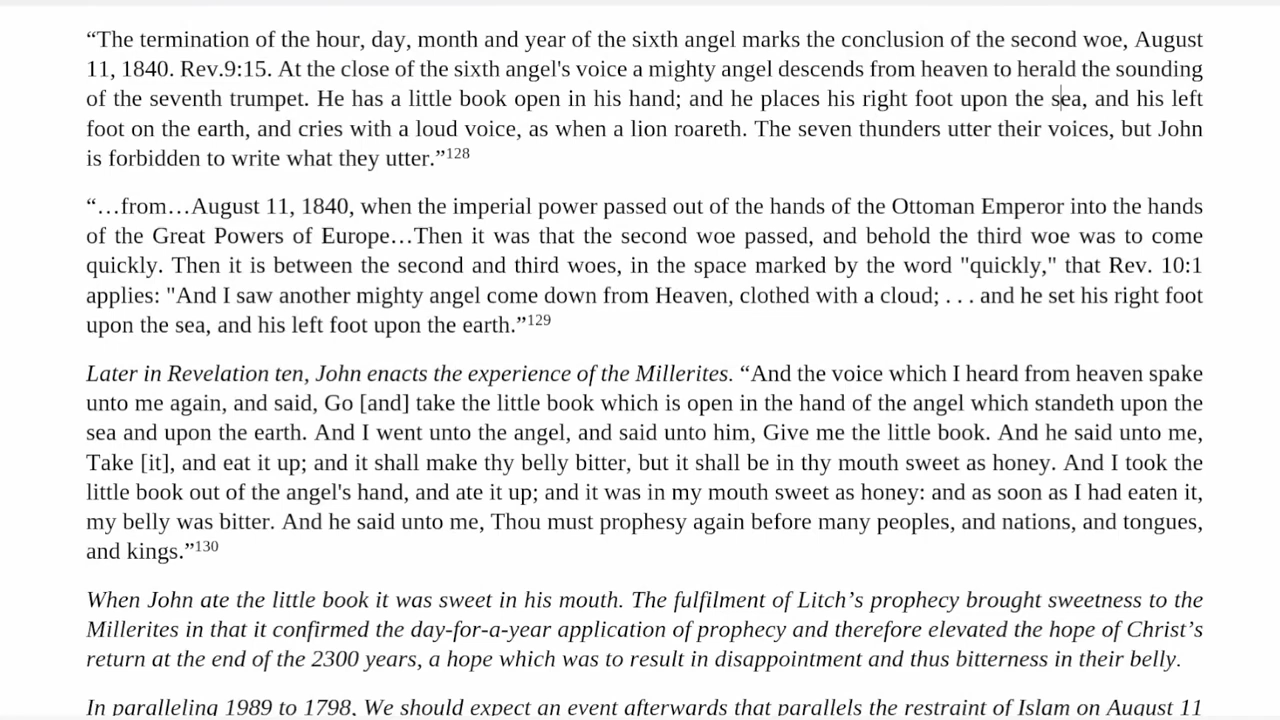 “The termination of the hour, day, month and year of the sixth angel marks the conclusion of the second woe, August
11, 1840. Rev.9:15. At the close of the sixth angel's voice a mighty angel descends from heaven to herald the sounding
of the seventh trumpet. He has a little book open in his hand; and he places his right foot upon the sea, and his left
foot on the earth, and cries with a loud voice, as when a lion roareth. The seven thunders utter their voices, but John
is forbidden to write what they utter.”128
“…from…August 11, 1840, when the imperial power passed out of the hands of the Ottoman Emperor into the hands
of the Great Powers of Europe…Then it was that the second woe passed, and behold the third woe was to come
quickly. Then it is between the second and third woes, in the space marked by the word "quickly," that Rev. 10:1
applies: "And I saw another mighty angel come down from Heaven, clothed with a cloud; . . . and he set his right foot
upon the sea, and his left foot upon the earth.”129
Later in Revelation ten, John enacts the experience of the Millerites. “And the voice which I heard from heaven spake
unto me again, and said, Go [and] take the little book which is open in the hand of the angel which standeth upon the
sea and upon the earth. And I went unto the angel, and said unto him, Give me the little book. And he said unto me,
Take [it], and eat it up; and it shall make thy belly bitter, but it shall be in thy mouth sweet as honey. And I took the
little book out of the angel's hand, and ate it up; and it was in my mouth sweet as honey: and as soon as I had eaten it,
my belly was bitter. And he said unto me, Thou must prophesy again before many peoples, and nations, and tongues,
and kings.”130
When John ate the little book it was sweet in his mouth. The fulfilment of Litch’s prophecy brought sweetness to the
Millerites in that it confirmed the day-for-a-year application of prophecy and therefore elevated the hope of Christ’s
return at the end of the 2300 years, a hope which was to result in disappointment and thus bitterness in their belly.
In paralleling 1989 to 1798, We should expect an event afterwards that parallels the restraint of Islam on August 11